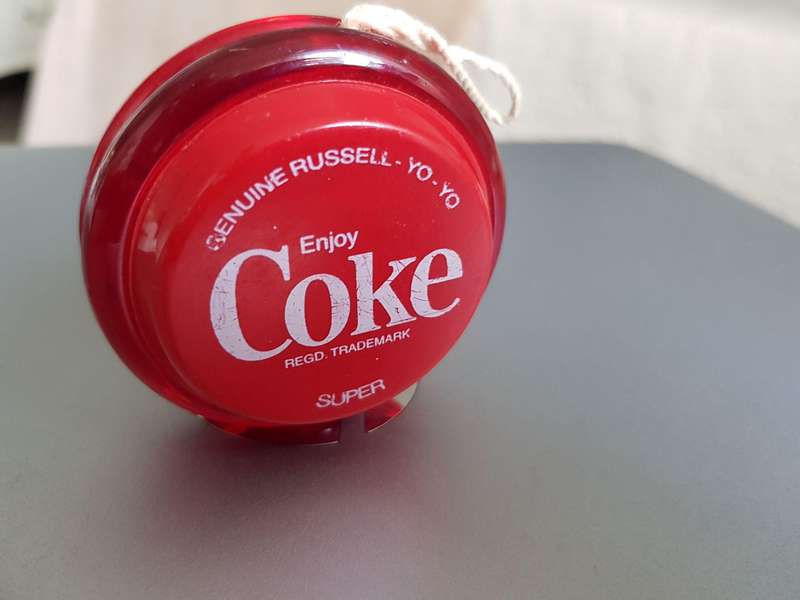 GENUINE RUSSELL-YO-YO
Enjoy
Coke
REGD. TRADEMARK
SUPER